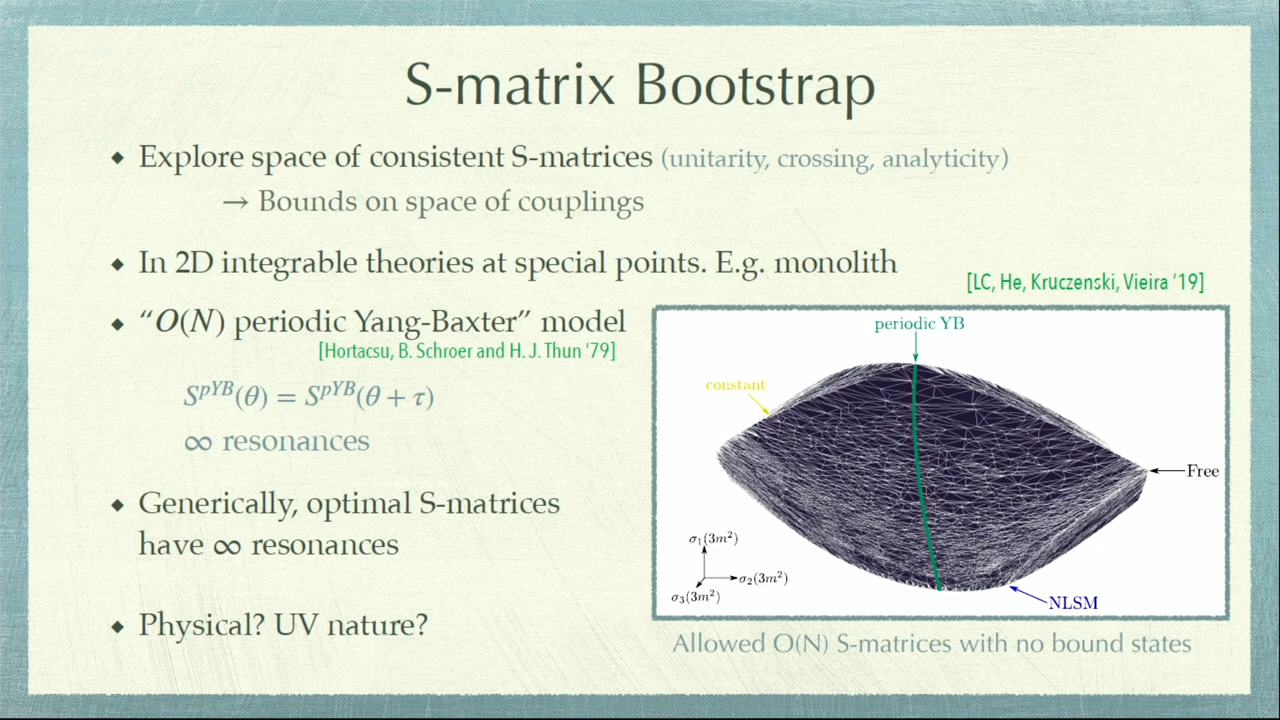 S-matrix Bootstrap
◆ Explore space of consistent S-matrices (unitarity, crossing, analyticity)
→ Bounds on space of couplings
◆ In 2D integrable theories at special points. E.g. monolith
[LC, He, Kruczenski, Vieira '19]
◆ “O(N) periodic Yang-Baxter” model
[Hortacsu, B. Schroer and H. J. Thun '79]
S^{pYB}(θ) = S^{pYB}(θ + τ)
∞ resonances
◆ Generically, optimal S-matrices
have ∞ resonances
◆ Physical? UV nature?
periodic YB
constant
Free
σ₁(3m²)
σ₂(3m²)
σ₃(3m²)
NLSM
Allowed O(N) S-matrices with no bound states